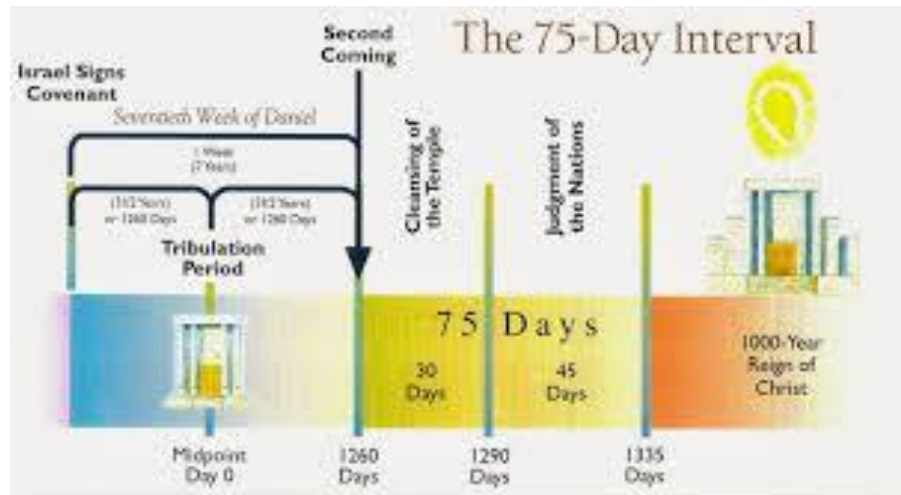 The 75-Day Interval
Second
Coming
Israel Signs
Covenant
Seventieth Week of Daniel
1 Week
(7 Years)
(3 1/2 Years)
or 1260 Days
(3 1/2 Years)
or 1260 Days
Tribulation
Period
Cleansing of
the Temple
Judgment of
the Nations
75 Days
30
Days
45
Days
1000-Year
Reign of
Christ
Midpoint
Day 0
1260
Days
1290
Days
1335
Days